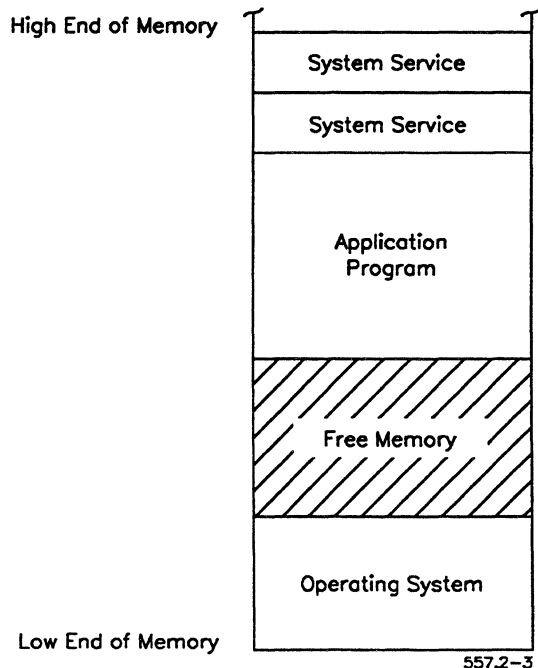 High End of Memory
System Service
System Service
Application
Program
Free Memory
Operating System
Low End of Memory
557.2-3